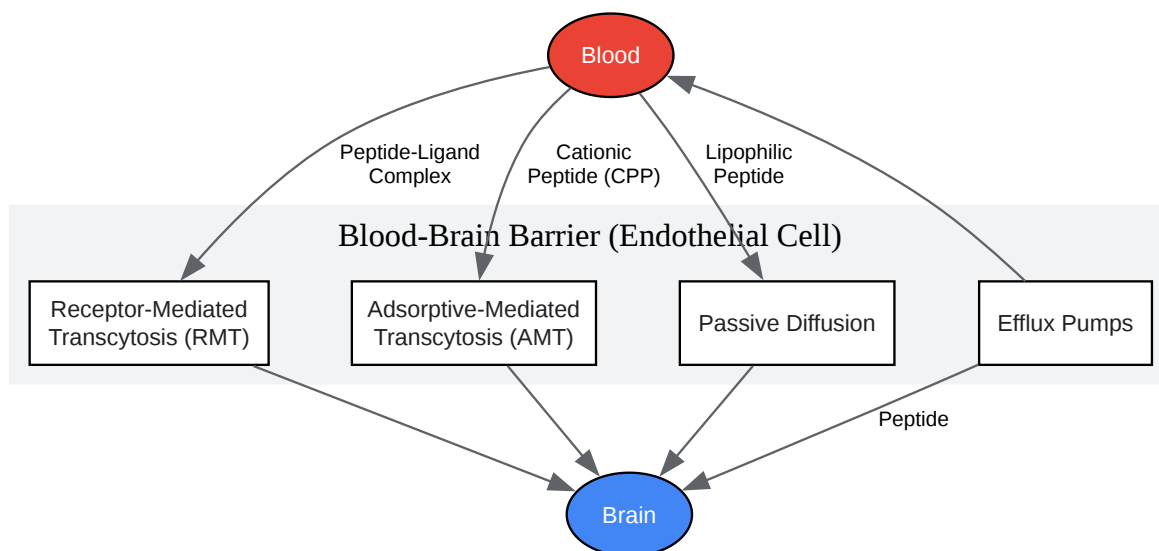 Blood
Peptide-Ligand
Complex
Cationic
Peptide (CPP)
Lipophilic
Peptide
Blood-Brain Barrier (Endothelial Cell)
Receptor-Mediated
Transcytosis (RMT)
Adsorptive-Mediated
Transcytosis (AMT)
Passive Diffusion
Efflux Pumps
Peptide
Brain